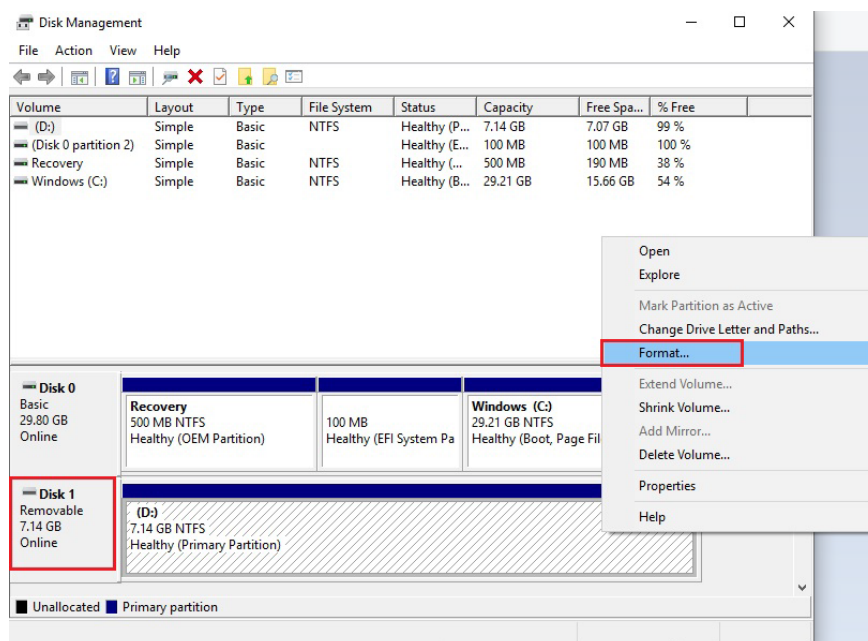 Disk Management
File Action View Help
Volume Layout Type File System Status Capacity Free Spa... % Free
(D:) Simple Basic NTFS Healthy (P... 7.14 GB 7.07 GB 99 %
(Disk 0 partition 2) Simple Basic Healthy (E... 100 MB 100 MB 100 %
Recovery Simple Basic NTFS Healthy (... 500 MB 190 MB 38 %
Windows (C:) Simple Basic NTFS Healthy (B... 29.21 GB 15.66 GB 54 %
Open
Explore
Mark Partition as Active
Change Drive Letter and Paths...
Format...
Extend Volume...
Shrink Volume...
Add Mirror...
Delete Volume...
Properties
Help
Disk 0
Basic
29.80 GB
Online
Recovery
500 MB NTFS
Healthy (OEM Partition)
100 MB
Healthy (EFI System Pa
Windows (C:)
29.21 GB NTFS
Healthy (Boot, Page Fil
Disk 1
Removable
7.14 GB
Online
(D:)
7.14 GB NTFS
Healthy (Primary Partition)
Unallocated Primary partition